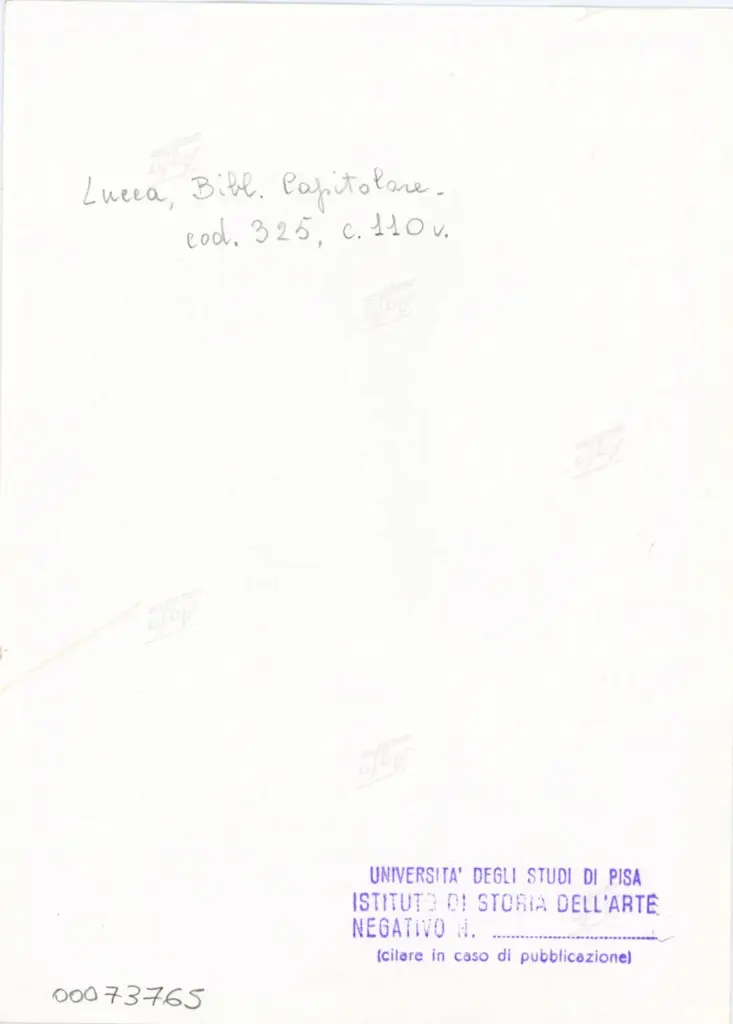 Lucca, Bibl. Capitolare.
cod. 325, c. 110 v.
UNIVERSITA' DEGLI STUDI DI PISA
ISTITUTO DI STORIA DELL'ARTE
NEGATIVO N. ....................................
(citare in caso di pubblicazione)
00073765